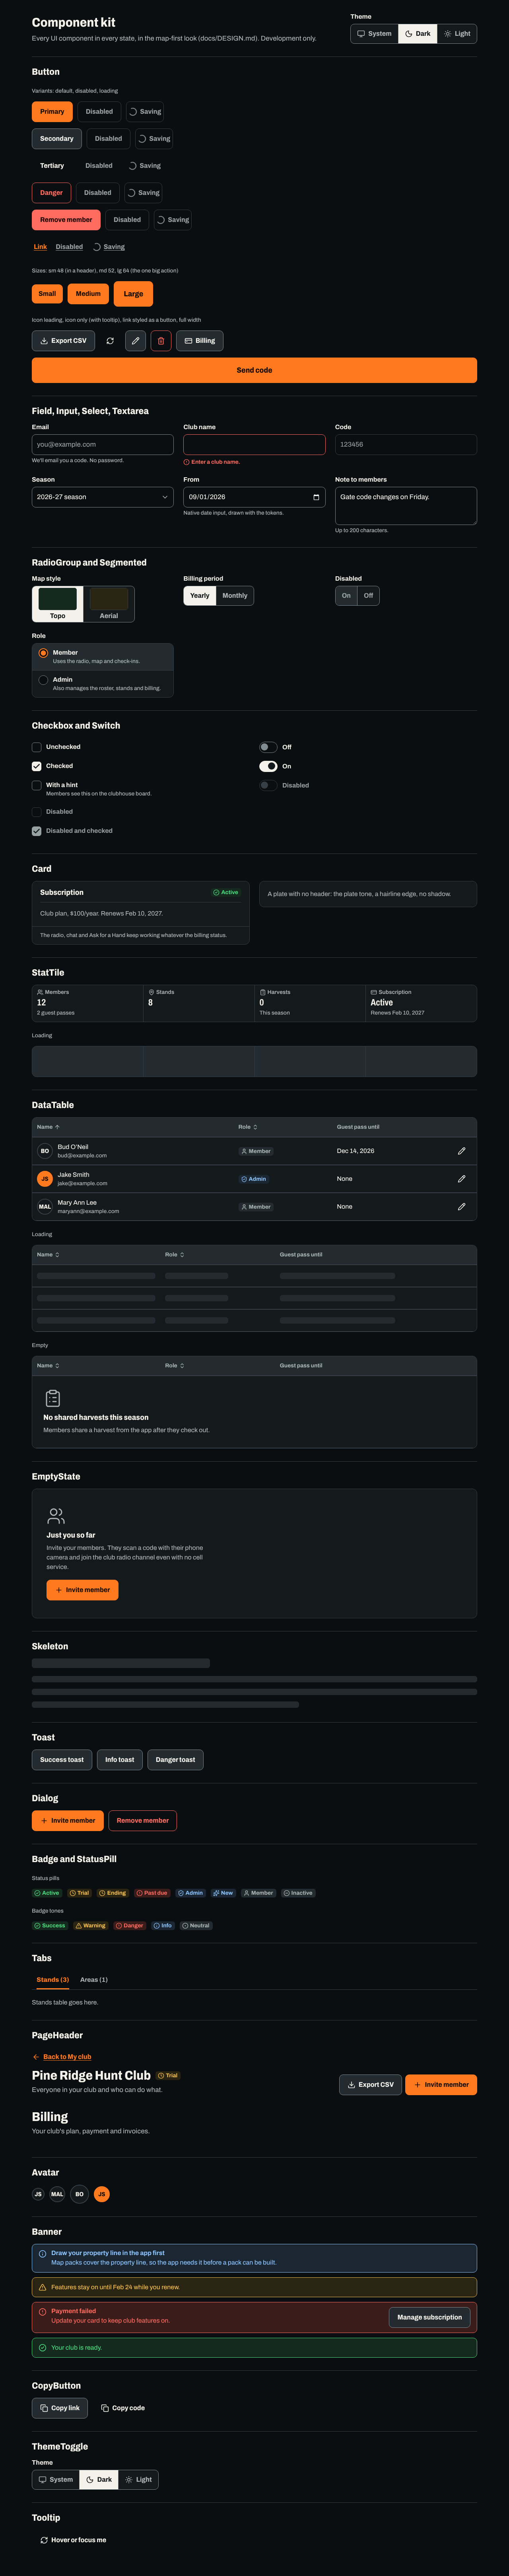 Component kit
Every UI component in every state, in the map-first look (docs/DESIGN.md). Development only.
Theme
System Dark Light
Button
Variants: default, disabled, loading
Primary Disabled Saving
Secondary Disabled Saving
Tertiary Disabled Saving
Danger Disabled Saving
Remove member Disabled Saving
Link Disabled Saving
Sizes: sm 48 (in a header), md 52, lg 64 (the one big action)
Small Medium Large
Icon leading, icon only (with tooltip), link styled as a button, full width
Export CSV Billing
Send code
Field, Input, Select, Textarea
Email Club name Code
you@example.com 123456
We'll email you a code. No password. Enter a club name.
Season From Note to members
2026-27 season 09/01/2026 Gate code changes on Friday.
Native date input, drawn with the tokens.
Up to 200 characters.
RadioGroup and Segmented
Map style Billing period Disabled
Topo Aerial Yearly Monthly On Off
Role
Member
Uses the radio, map and check-ins.
Admin
Also manages the roster, stands and billing.
Checkbox and Switch
Unchecked Off
Checked On
With a hint Disabled
Members see this on the clubhouse board.
Disabled
Disabled and checked
Card
Subscription Active
Club plan, $100/year. Renews Feb 10, 2027.
The radio, chat and Ask for a Hand keep working whatever the billing status.
A plate with no header: the plate tone, a hairline edge, no shadow.
StatTile
Members Stands Harvests Subscription
12 8 0 Active
2 guest passes This season Renews Feb 10, 2027
Loading
DataTable
Name Role Guest pass until
BO Bud O'Neil Member Dec 14, 2026
bud@example.com
JS Jake Smith Admin None
jake@example.com
MAL Mary Ann Lee Member None
maryann@example.com
Loading
Name Role Guest pass until
Empty
Name Role Guest pass until
No shared harvests this season
Members share a harvest from the app after they check out.
EmptyState
Just you so far
Invite your members. They scan a code with their phone
camera and join the club radio channel even with no cell
service.
Invite member
Skeleton
Toast
Success toast Info toast Danger toast
Dialog
Invite member Remove member
Badge and StatusPill
Status pills
Active Trial Ending Past due Admin New Member Inactive
Badge tones
Success Warning Danger Info Neutral
Tabs
Stands (3) Areas (1)
Stands table goes here.
PageHeader
Back to My club
Pine Ridge Hunt Club Trial
Everyone in your club and who can do what.
Export CSV Invite member
Billing
Your club's plan, payment and invoices.
Avatar
JS MAL BO JS
Banner
Draw your property line in the app first
Map packs cover the property line, so the app needs it before a pack can be built.
Features stay on until Feb 24 while you renew.
Payment failed
Update your card to keep club features on.
Manage subscription
Your club is ready.
CopyButton
Copy link Copy code
ThemeToggle
Theme
System Dark Light
Tooltip
Hover or focus me